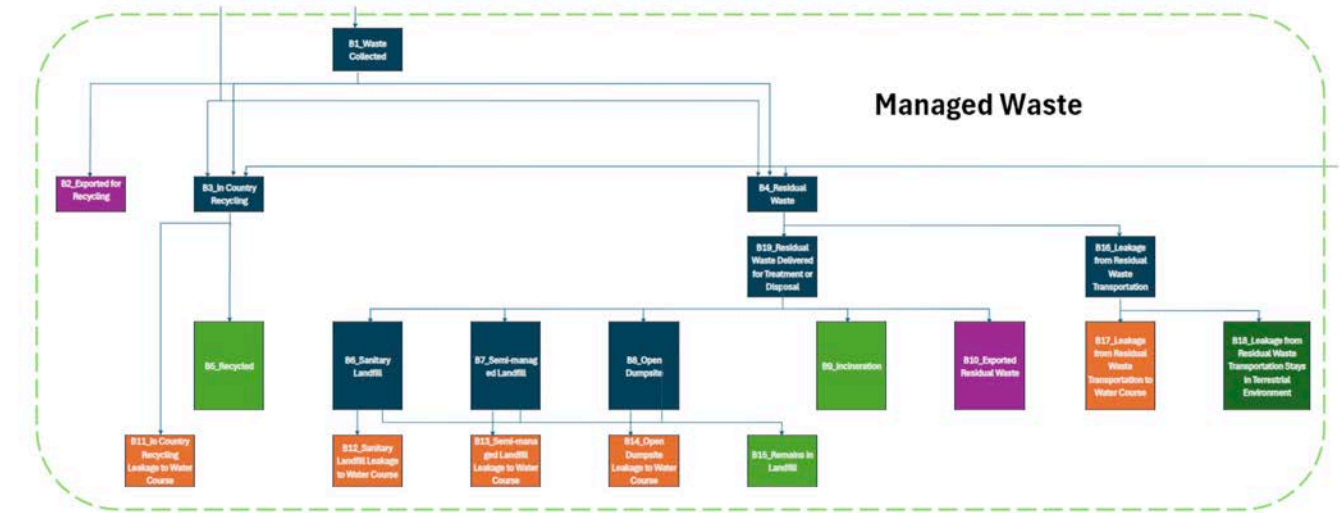 B1_Waste
Collected
Managed Waste
B2_Exported for
Recycling
B3_In Country
Recycling
B4_Residual
Waste
B19_Residual
Waste Delivered
for Treatment or
Disposal
B16_Leakage
from Residual
Waste
Transportation
B5_Recycled
B6_Sanitary
Landfill
B7_Semi-manag
ed Landfill
B8_Open
Dumpsite
B9_Incineration
B10_Exported
Residual Waste
B17_Leakage
from Residual
Waste
Transportation to
Water Course
B18_Leakage from
Residual Waste
Transportation Stays
in Terrestrial
Environment
B11_In Country
Recycling
Leakage to Water
Course
B12_Sanitary
Landfill Leakage
to Water Course
B13_Semi-mana
ged Landfill
Leakage to Water
Course
B14_Open
Dumpsite
Leakage to Water
Course
B15_Remains in
Landfill